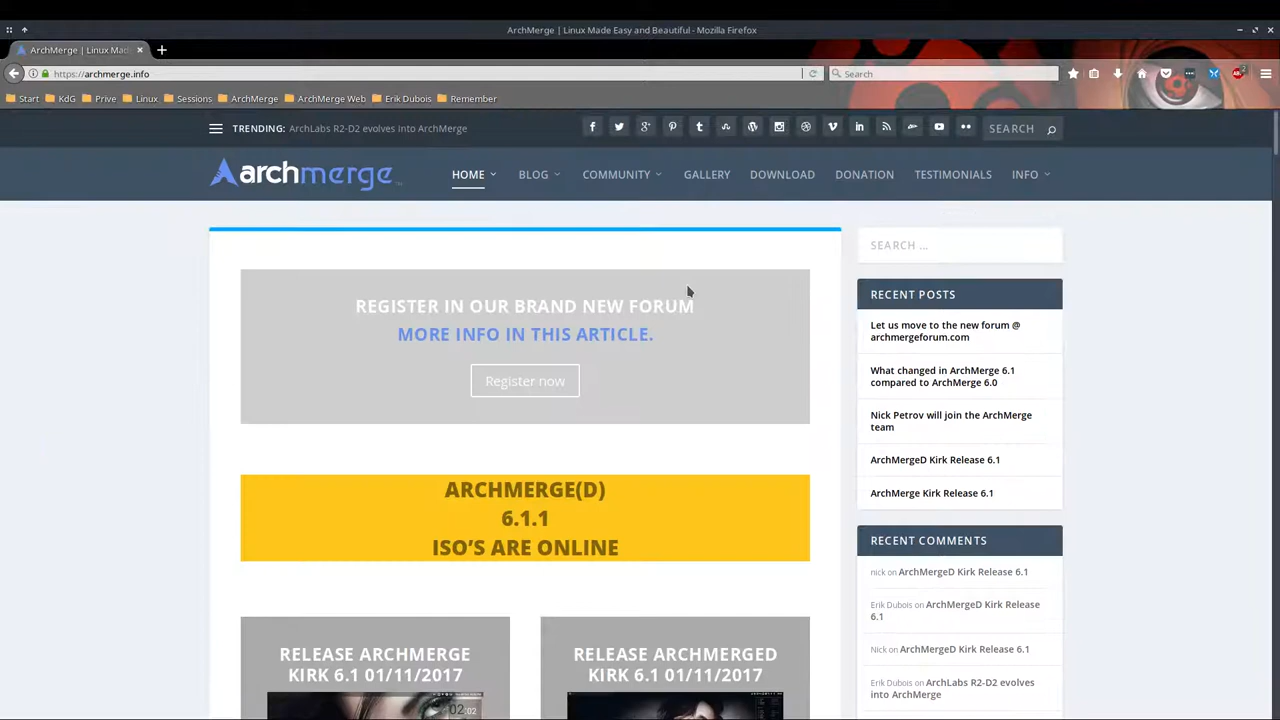 ArchMerge | Linux Made Easy and Beautiful - Mozilla Firefox
ArchMerge | Linux Mad
https://archmerge.info
Search
ABP 2
Start KdG Prive Linux Sessions ArchMerge ArchMerge Web Erik Dubois Remember
TRENDING: ArchLabs R2-D2 evolves into ArchMerge
SEARCH
archmerge
HOME BLOG COMMUNITY GALLERY DOWNLOAD DONATION TESTIMONIALS INFO
REGISTER IN OUR BRAND NEW FORUM
MORE INFO IN THIS ARTICLE.
Register now
ARCHMERGE(D)
6.1.1
ISO'S ARE ONLINE
RELEASE ARCHMERGE
KIRK 6.1 01/11/2017
02:02
RELEASE ARCHMERGED
KIRK 6.1 01/11/2017
SEARCH ...
RECENT POSTS
Let us move to the new forum @
archmergeforum.com
What changed in ArchMerge 6.1
compared to ArchMerge 6.0
Nick Petrov will join the ArchMerge
team
ArchMergeD Kirk Release 6.1
ArchMerge Kirk Release 6.1
RECENT COMMENTS
nick on ArchMergeD Kirk Release 6.1
Erik Dubois on ArchMergeD Kirk Release
6.1
Nick on ArchMergeD Kirk Release 6.1
Erik Dubois on ArchLabs R2-D2 evolves
into ArchMerge